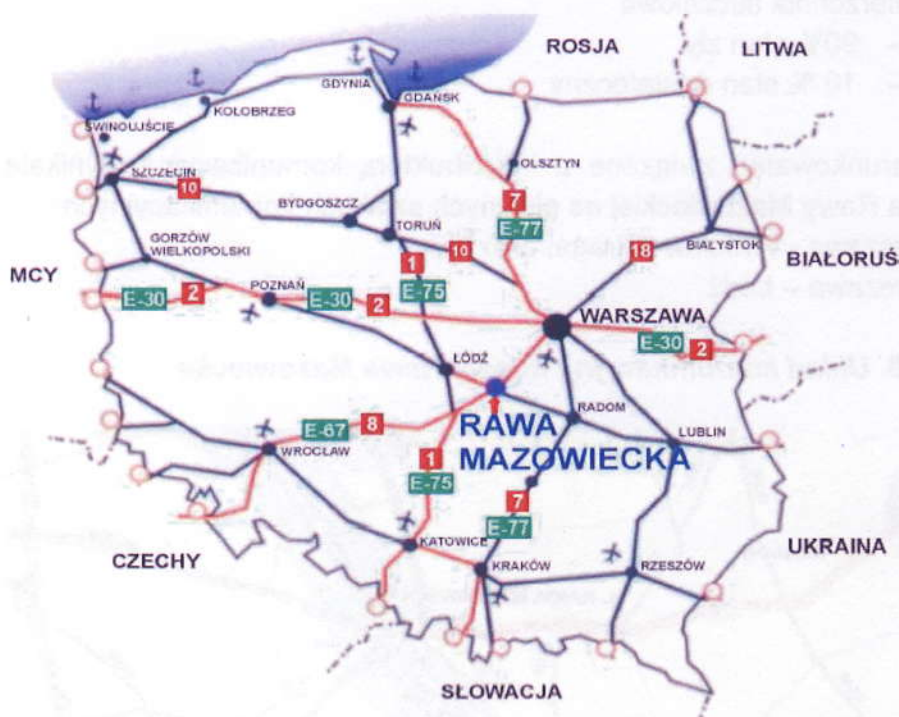 ROSJA
LITWA
GDYNIA
GDAŃSK
KOŁOBRZEG
ŚWINOUJŚCIE
OLSZTYN
SZCZECIN
10
7
BYDGOSZCZ
E-77
TORUŃ
BIAŁYSTOK
18
GORZÓW
WIELKOPOLSKI
1
10
MCY
BIAŁORUŚ
E-75
E-30
2
POZNAŃ
E-30
2
WARSZAWA
E-30
2
ŁÓDŹ
RADOM
RAWA
MAZOWIECKA
E-67
8
LUBLIN
WROCŁAW
1
E-75
7
E-77
KATOWICE
KRAKÓW
RZESZÓW
CZECHY
UKRAINA
SŁOWACJA